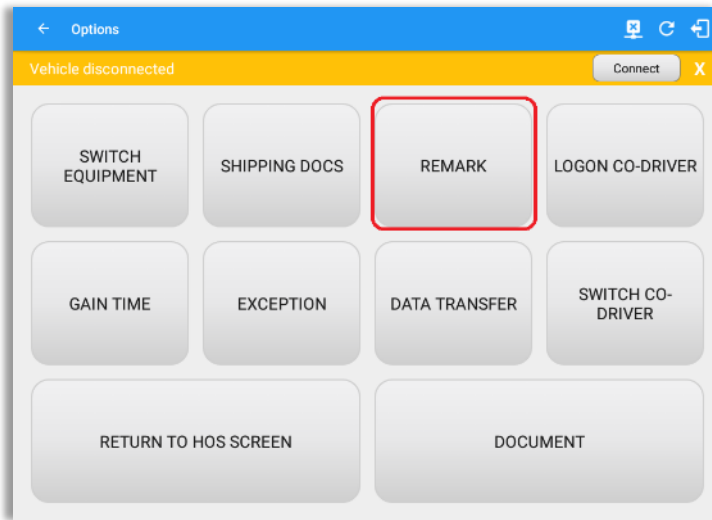 Options
Vehicle disconnected
Connect
X
SWITCH
EQUIPMENT
SHIPPING DOCS
REMARK
LOGON CO-DRIVER
GAIN TIME
EXCEPTION
DATA TRANSFER
SWITCH CO-
DRIVER
RETURN TO HOS SCREEN
DOCUMENT